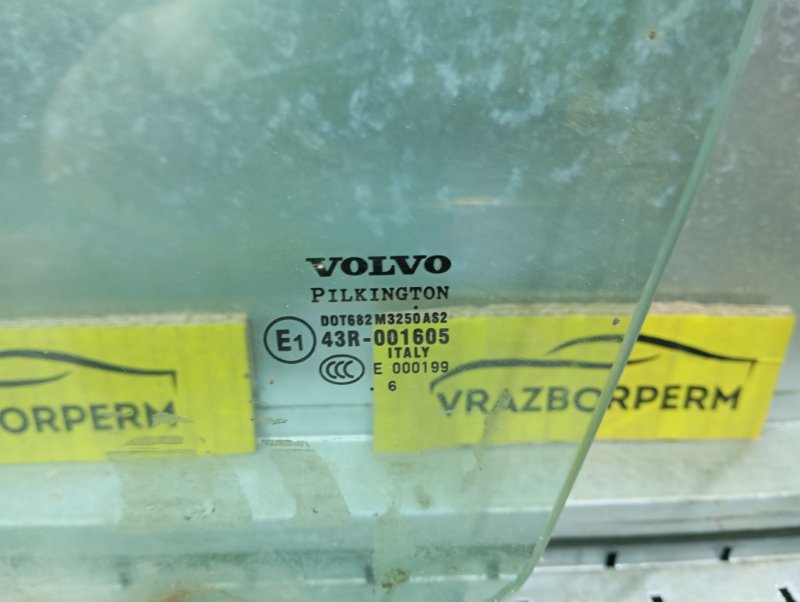 VOLVO
PILKINGTON
DOT682 M3250 AS2
E1 43R-001605
ITALY
CCC E 000199
. 6
ORPERM
VRAZBORPERM